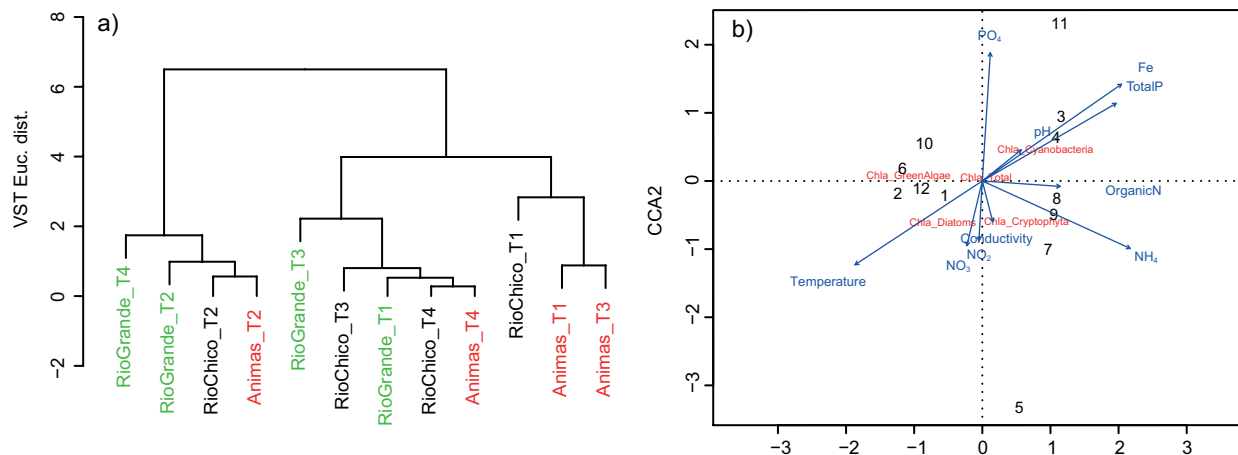 a)
VST Euc. dist.
8
6
4
2
0
−2
RioGrande_T4
RioGrande_T2
RioChico_T2
Animas_T2
RioGrande_T3
RioChico_T3
RioGrande_T1
RioChico_T4
Animas_T4
RioChico_T1
Animas_T1
Animas_T3
b)
CCA2
2
1
0
−1
−2
−3
−3 −2 −1 0 1 2 3
11
PO4
Fe
TotalP
3
pH
4
10
Chla_Cyanobacteria
6
Chla_GreenAlgae
Chla_Total
2
12
1
8
OrganicN
9
Chla_Diatoms
Chla_Cryptophyta
Conductivity
7
NO2
NO3
NH4
Temperature
5